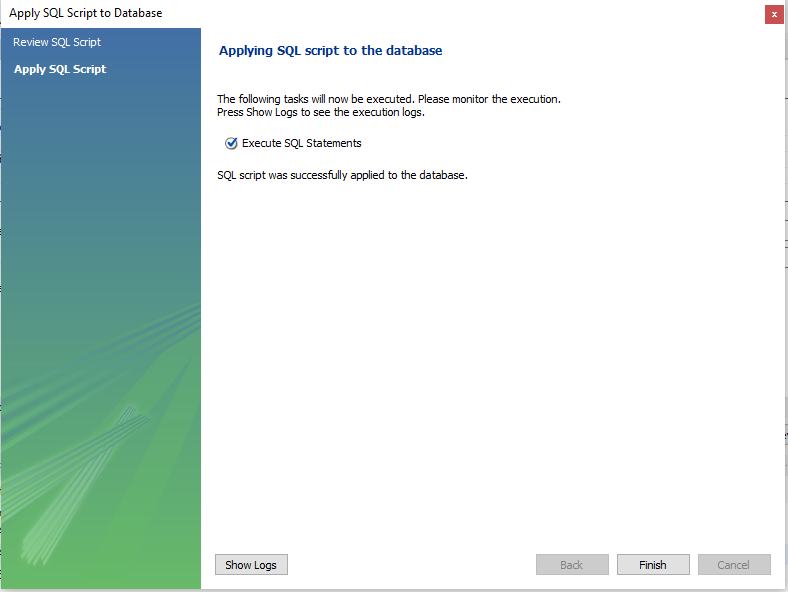 Apply SQL Script to Database
x
Review SQL Script
Apply SQL Script
Applying SQL script to the database
The following tasks will now be executed. Please monitor the execution.
Press Show Logs to see the execution logs.
Execute SQL Statements
SQL script was successfully applied to the database.
Show Logs
Back
Finish
Cancel